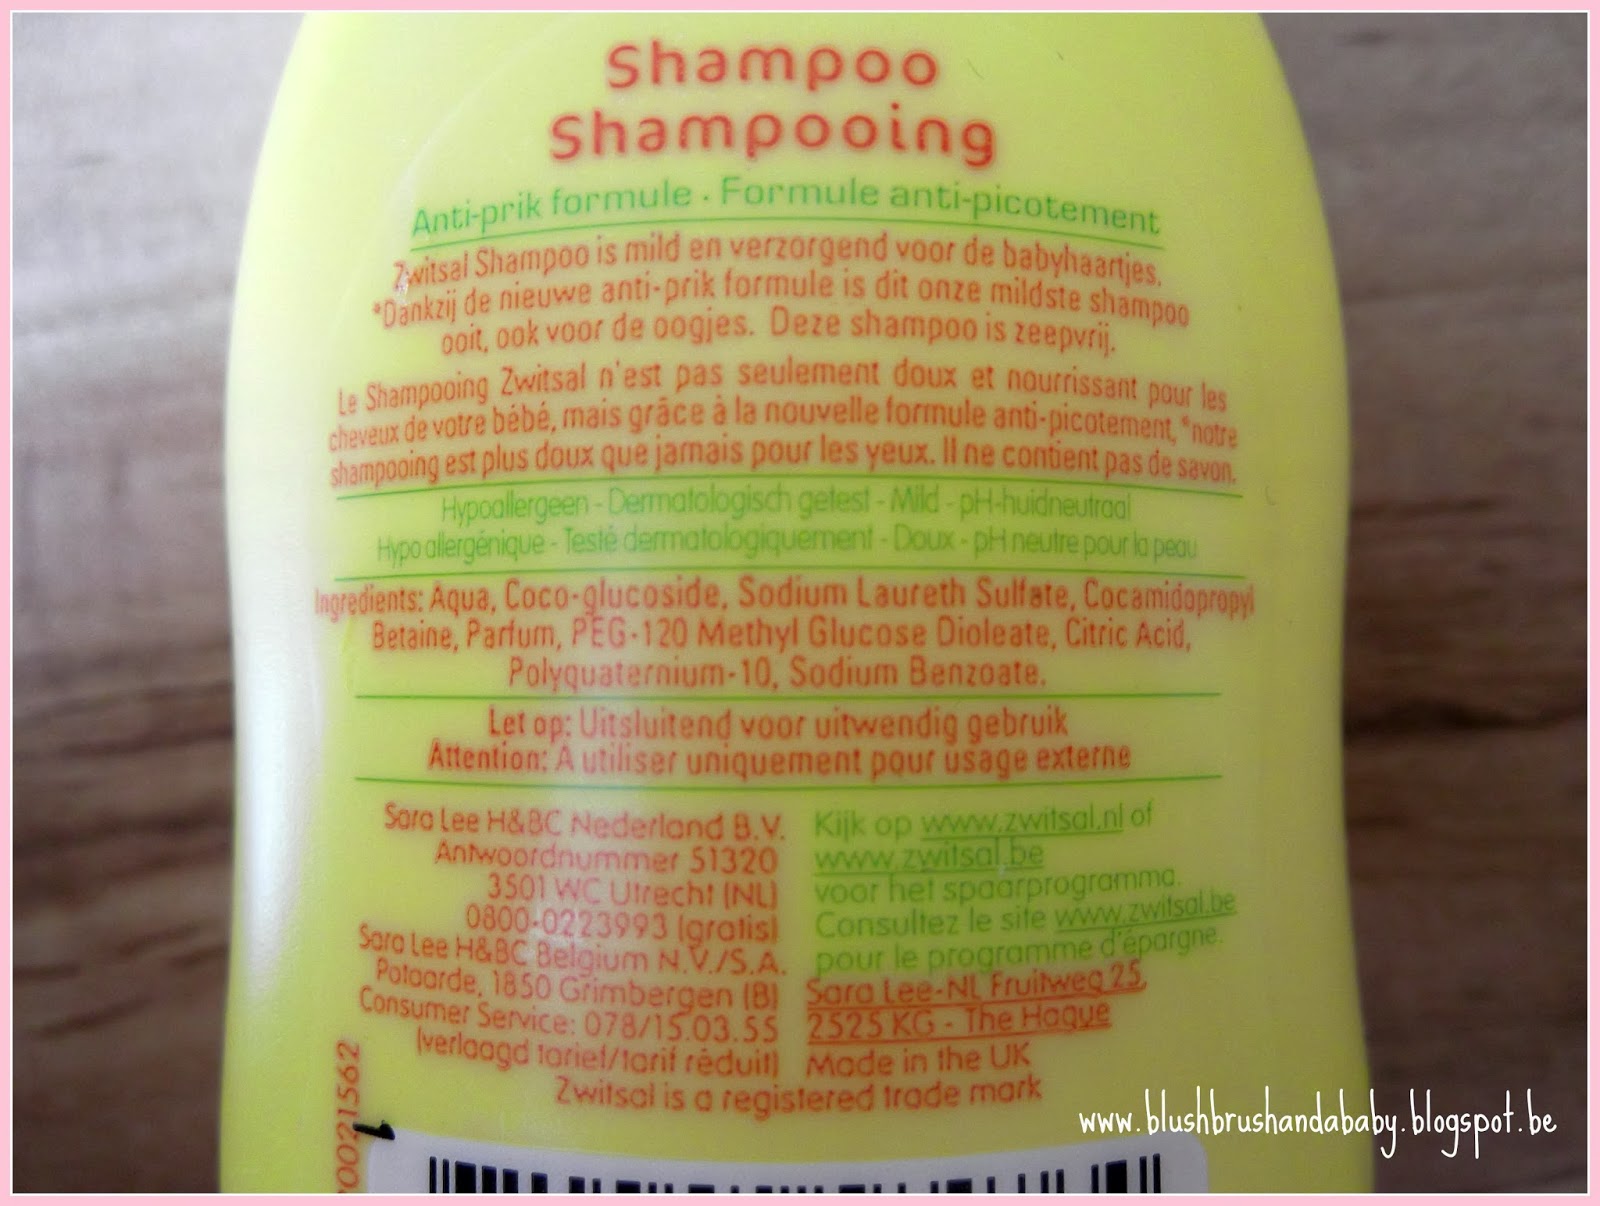 Shampoo
Shampooing
Anti-prik formule · Formule anti-picotement
Zwitsal Shampoo is mild en verzorgend voor de babyhaartjes.
*Dankzij de nieuwe anti-prik formule is dit onze mildste shampoo
ooit, ook voor de oogjes. Deze shampoo is zeepvrij.
Le Shampooing Zwitsal n'est pas seulement doux et nourrissant pour les
cheveux de votre bébé, mais grâce à la nouvelle formule anti-picotement, *notre
shampooing est plus doux que jamais pour les yeux. Il ne contient pas de savon.
Hypoallergeen - Dermatologisch getest - Mild - pH-huidneutraal
Hypo allergénique - Testé dermatologiquement - Doux - pH neutre pour la peau
Ingredients: Aqua, Coco-glucoside, Sodium Laureth Sulfate, Cocamidopropyl
Betaine, Parfum, PEG-120 Methyl Glucose Dioleate, Citric Acid,
Polyquaternium-10, Sodium Benzoate.
Let op: Uitsluitend voor uitwendig gebruik
Attention: A utiliser uniquement pour usage externe
Sara Lee H&BC Nederland B.V.
Antwoordnummer 51320
3501 WC Utrecht (NL)
0800-0223993 (gratis)
Sara Lee H&BC Belgium N.V./S.A.
Potaarde, 1850 Grimbergen (B)
Consumer Service: 078/15.03.55
(verlaagd tarief/tarif réduit)
Kijk op www.zwitsal.nl of
www.zwitsal.be
voor het spaarprogramma.
Consultez le site www.zwitsal.be
pour le programme d'épargne.
Sara Lee-NL Fruitweg 25,
2525 KG - The Hague
Made in the UK
Zwitsal is a registered trade mark
70021562
www.blushbrushandababy.blogspot.be